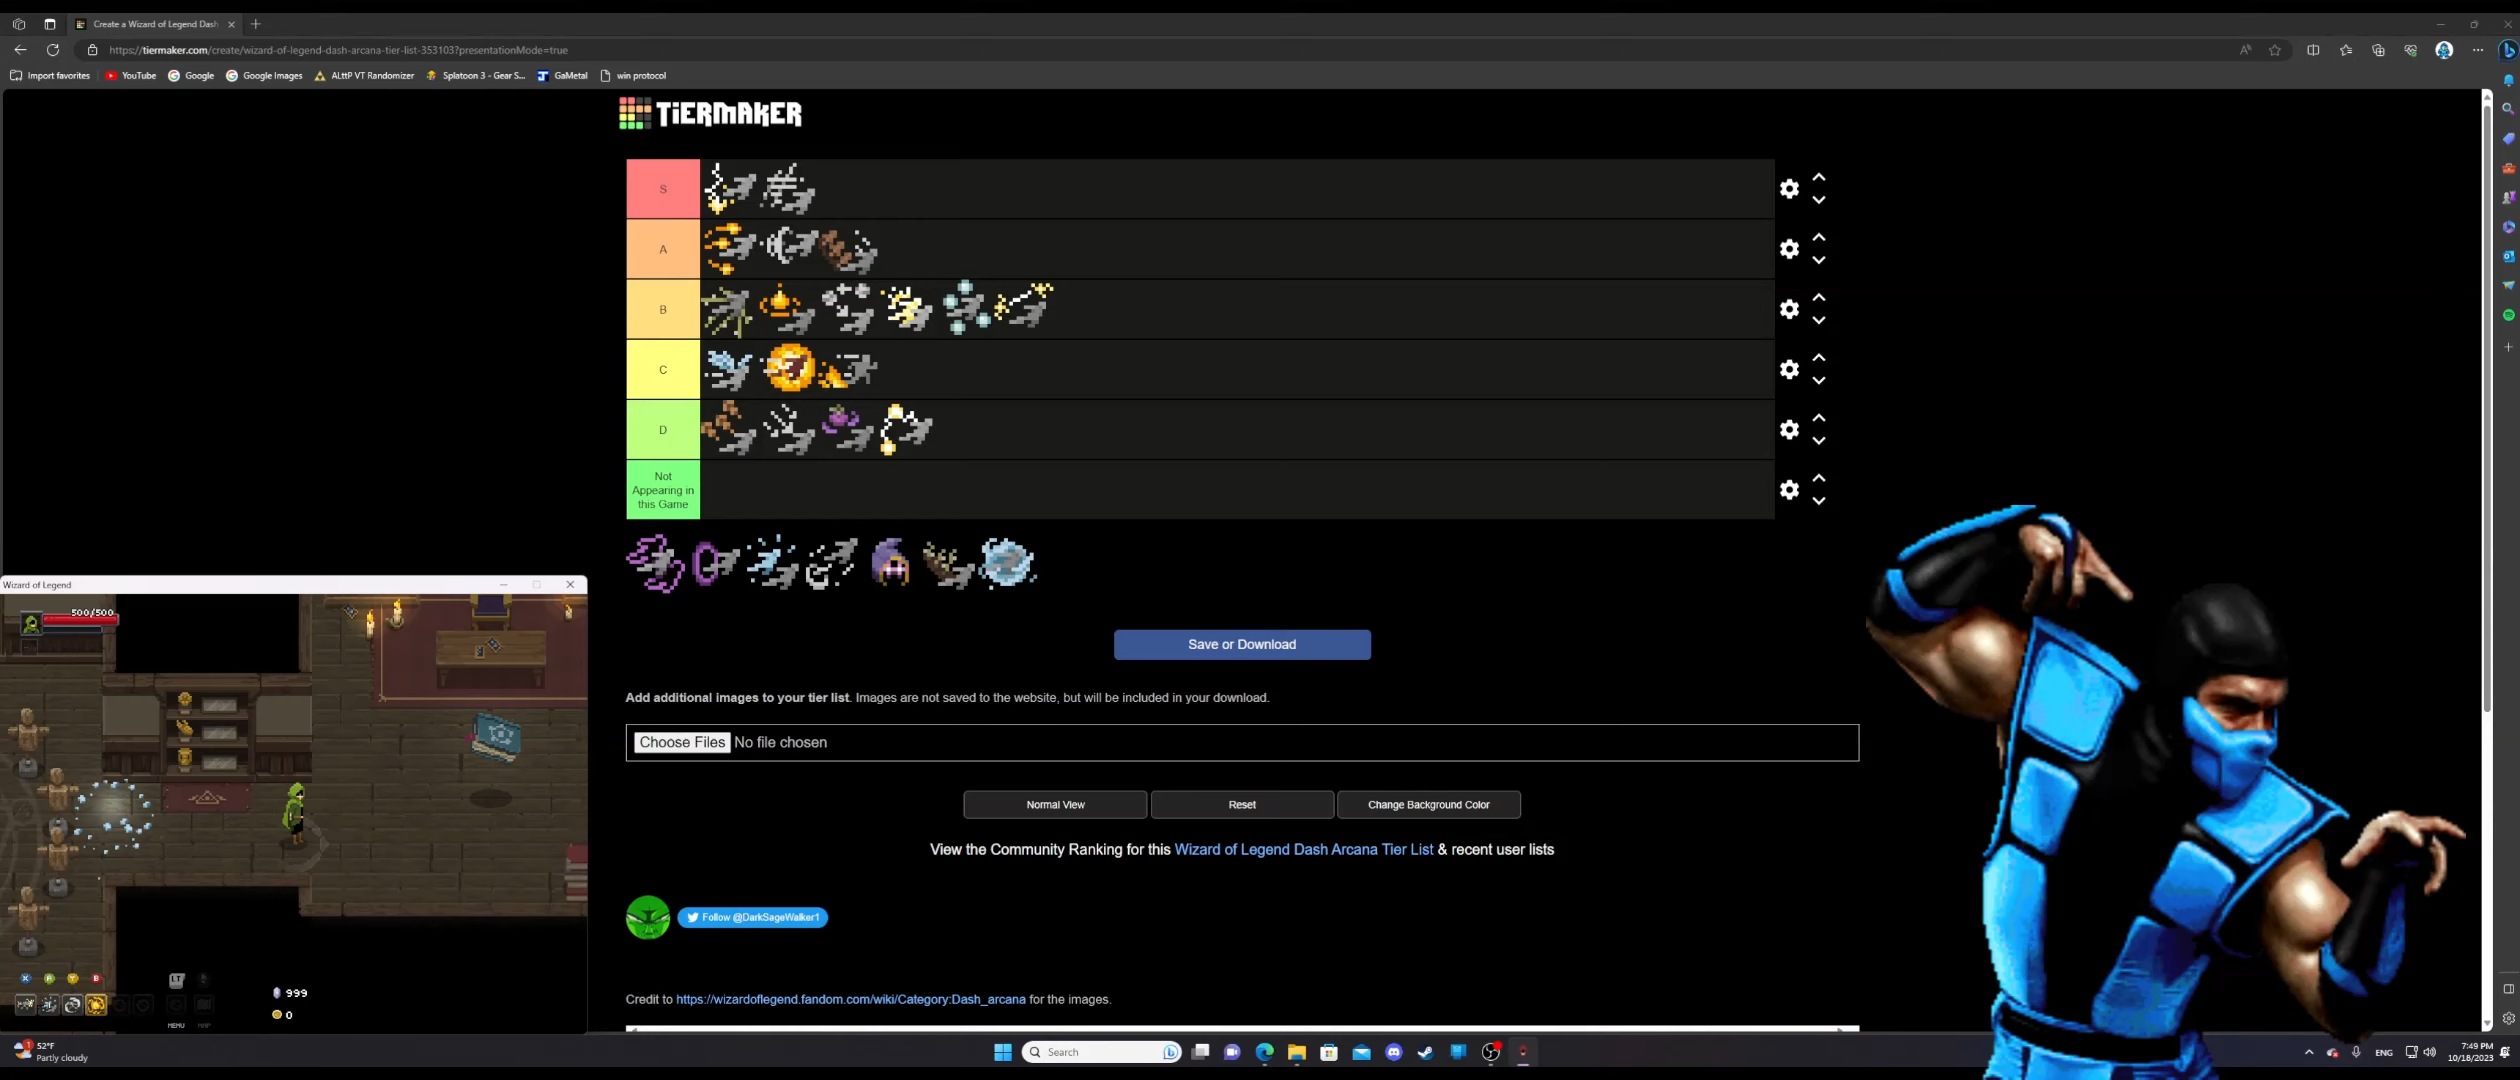 Create a Wizard of Legend Dash
https://tiermaker.com/create/wizard-of-legend-dash-arcana-tier-list-353103?presentationMode=true
Import favorites YouTube Google Google Images ALttP VT Randomizer Splatoon 3 - Gear S... GaMetal win protocol
TiERMAKER
S
A
B
C
D
Not
Appearing in
this Game
Save or Download
Add additional images to your tier list. Images are not saved to the website, but will be included in your download.
Choose Files No file chosen
Normal View Reset Change Background Color
View the Community Ranking for this Wizard of Legend Dash Arcana Tier List & recent user lists
Follow @DarkSageWalker1
Credit to https://wizardoflegend.fandom.com/wiki/Category:Dash_arcana for the images.
Wizard of Legend
500/500
X A Y B
LT
999
0
MENU MAP
1
52°F
Partly cloudy
Search
ENG
7:49 PM
10/18/2023